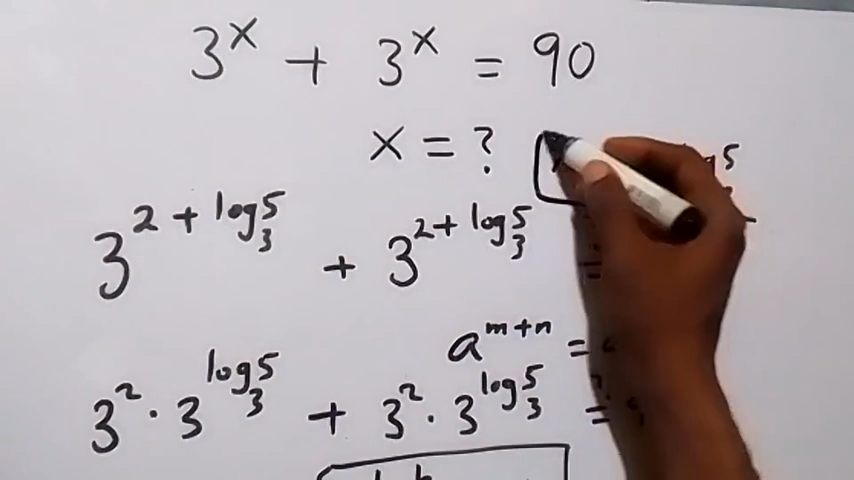 3^x + 3^x = 90
x = ?
5
3^(2 + log_3 5) + 3^(2 + log_3 5) =
a^(m+n) =
3^2 · 3^(log_3 5) + 3^2 · 3^(log_3 5) ?=